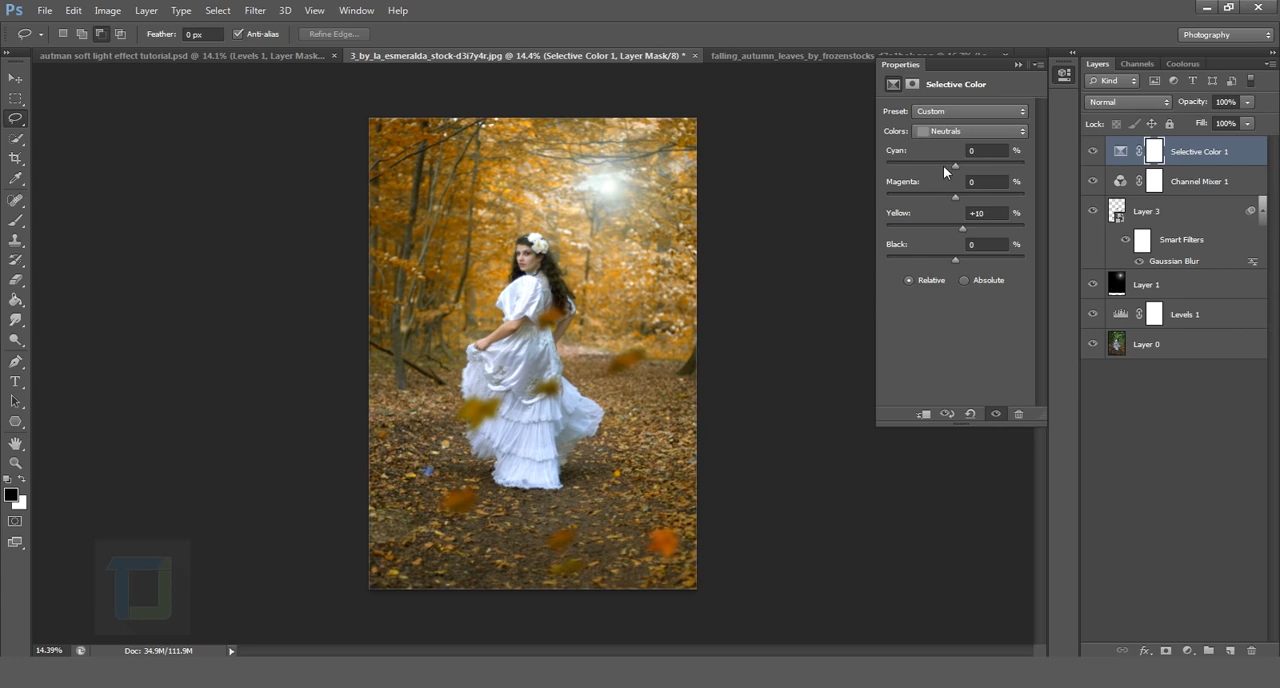 Ps File Edit Image Layer Type Select Filter 3D View Window Help
Feather: 0 px Anti-alias Refine Edge... Photography
autman soft light effect tutorial.psd @ 14.1% (Levels 1, Layer Mask... × 3_by_la_esmeralda_stock-d3i7y4r.jpg @ 14.4% (Selective Color 1, Layer Mask/8) * × falling_autumn_leaves_by_frozenstocks
Properties
Selective Color
Preset: Custom
Colors: Neutrals
Cyan: 0 %
Magenta: 0 %
Yellow: +10 %
Black: 0 %
Relative Absolute
Layers Channels Coolorus
Kind
Normal Opacity: 100%
Lock: Fill: 100%
Selective Color 1
Channel Mixer 1
Layer 3
Smart Filters
Gaussian Blur
Layer 1
Levels 1
Layer 0
14.39% Doc: 34.9M/111.9M